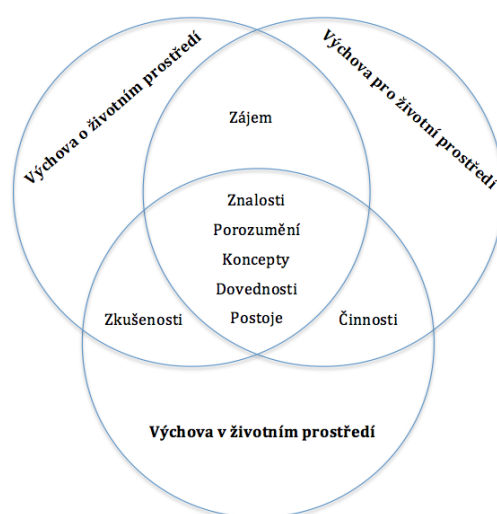 Výchova o životním prostředí
Výchova pro životní prostředí
Zájem
Znalosti
Porozumění
Koncepty
Dovednosti
Zkušenosti
Postoje
Činnosti
Výchova v životním prostředí